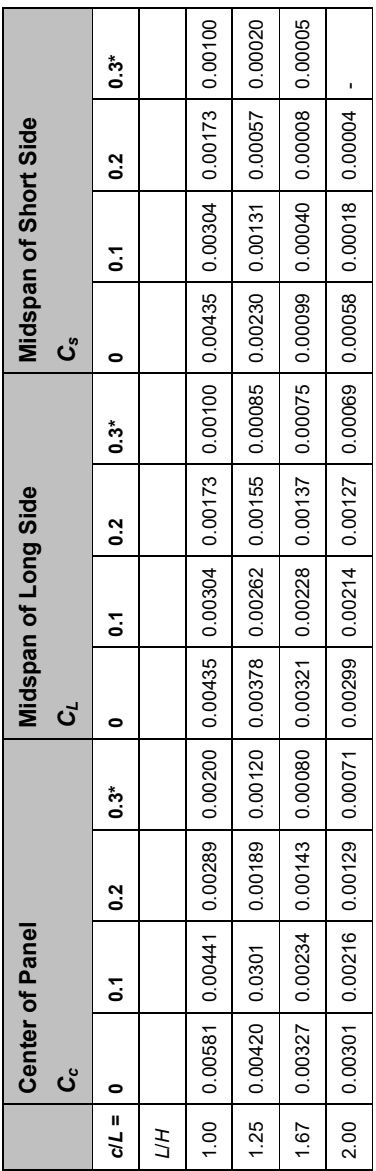 Center of Panel Midspan of Long Side Midspan of Short Side
Cc CL Cs
c/L = 0 0.1 0.2 0.3* 0 0.1 0.2 0.3* 0 0.1 0.2 0.3*
L/H
1.00 0.00581 0.00441 0.00289 0.00200 0.00435 0.00304 0.00173 0.00100 0.00435 0.00304 0.00173 0.00100
1.25 0.00420 0.0301 0.00189 0.00120 0.00378 0.00262 0.00155 0.00085 0.00230 0.00131 0.00057 0.00020
1.67 0.00327 0.00234 0.00143 0.00080 0.00321 0.00228 0.00137 0.00075 0.00099 0.00040 0.00008 0.00005
2.00 0.00301 0.00216 0.00129 0.00071 0.00299 0.00214 0.00127 0.00069 0.00058 0.00018 0.00004 -